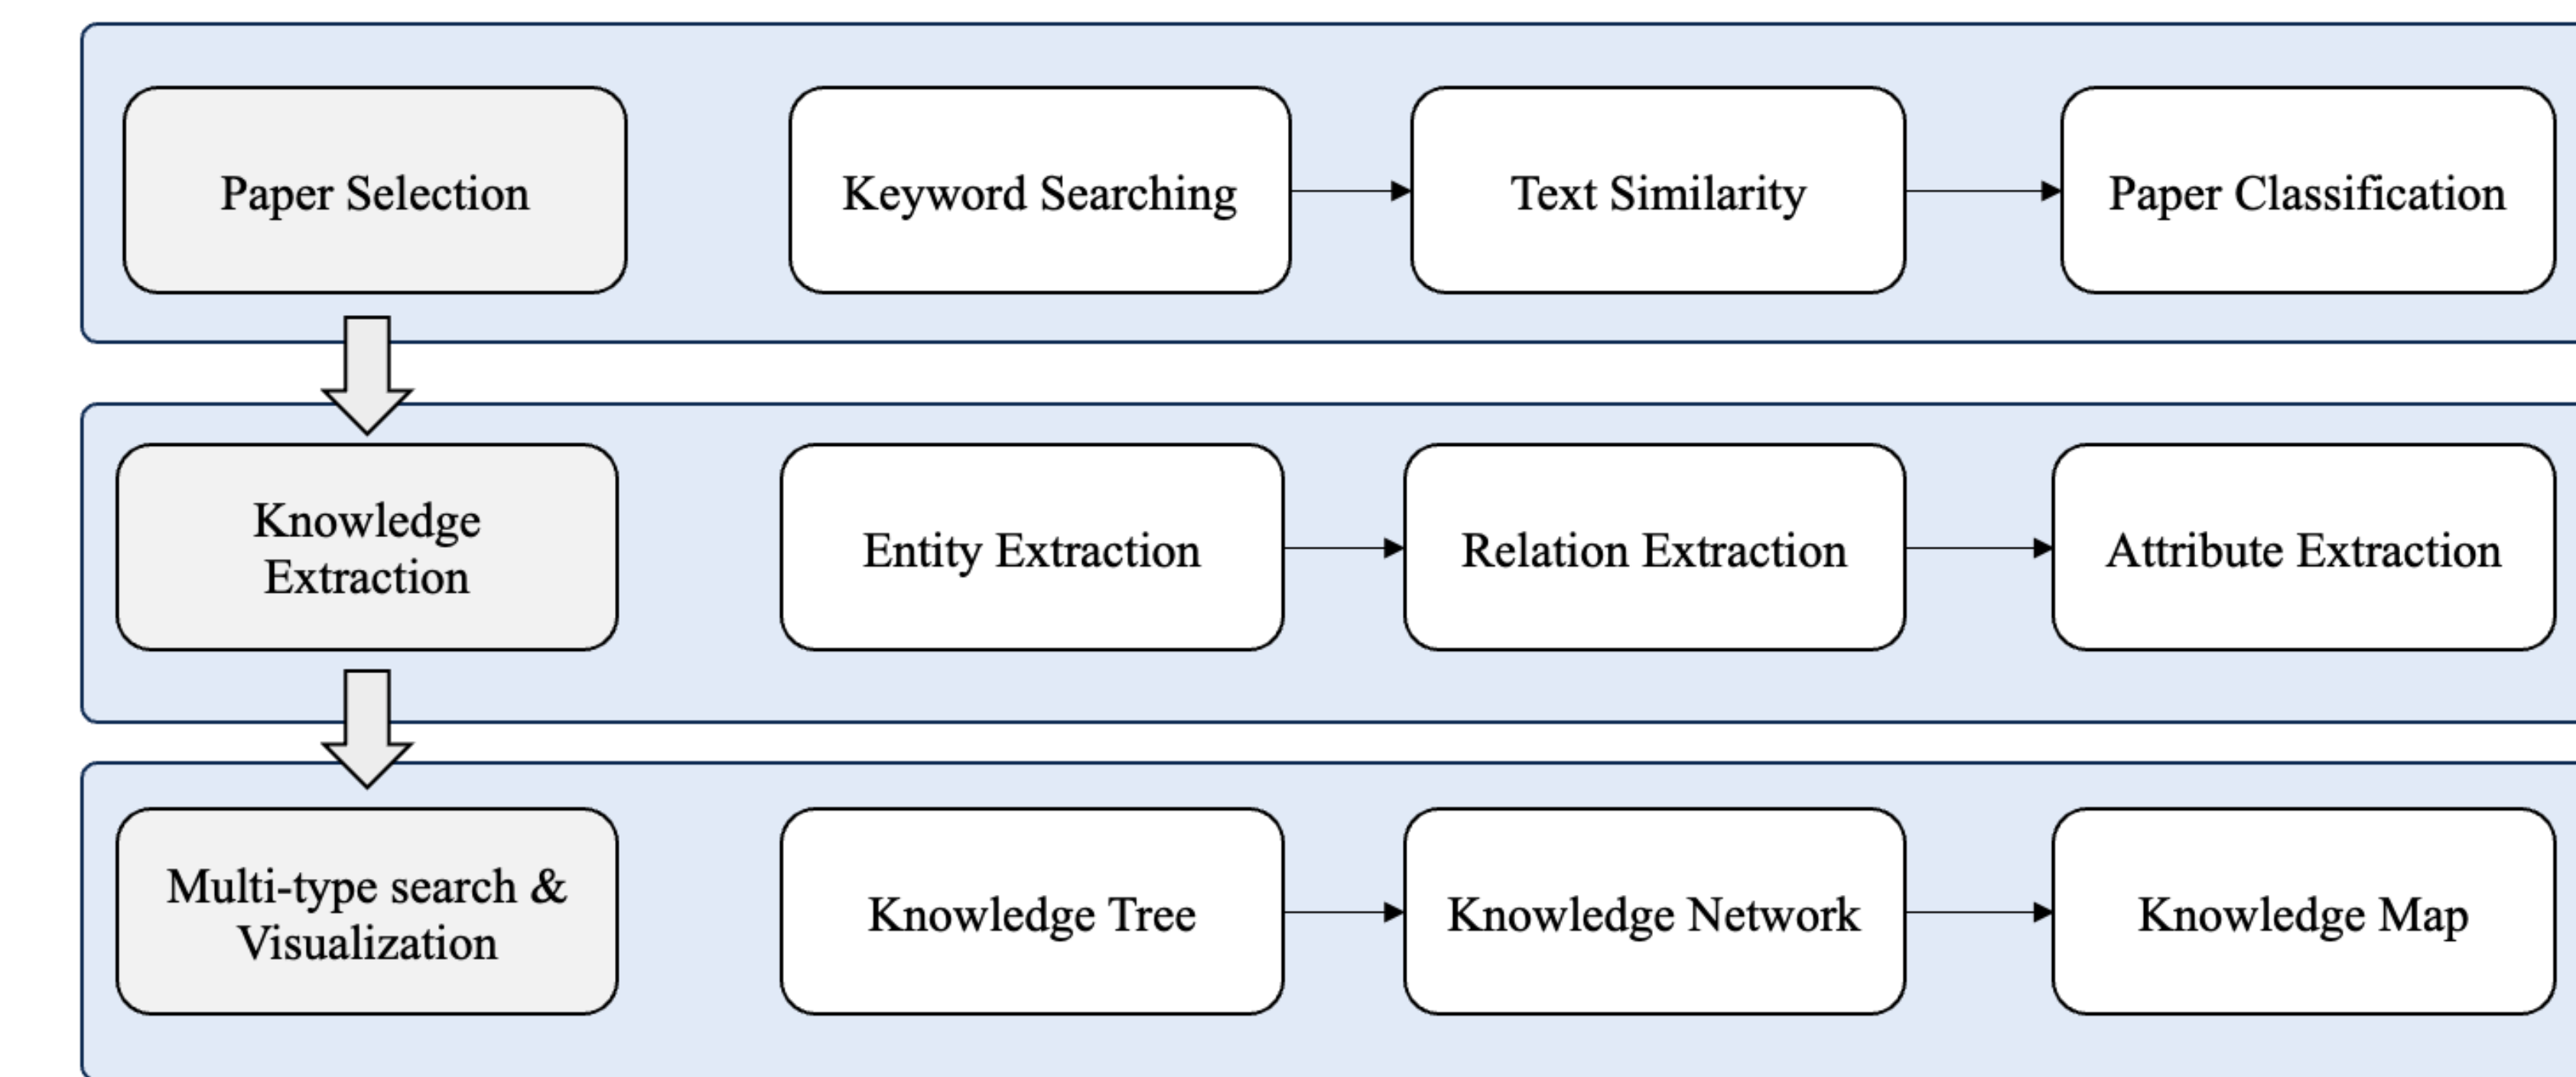 Paper Selection
Keyword Searching
Text Similarity
Paper Classification
Knowledge
Extraction
Entity Extraction
Relation Extraction
Attribute Extraction
Multi-type search &
Visualization
Knowledge Tree
Knowledge Network
Knowledge Map